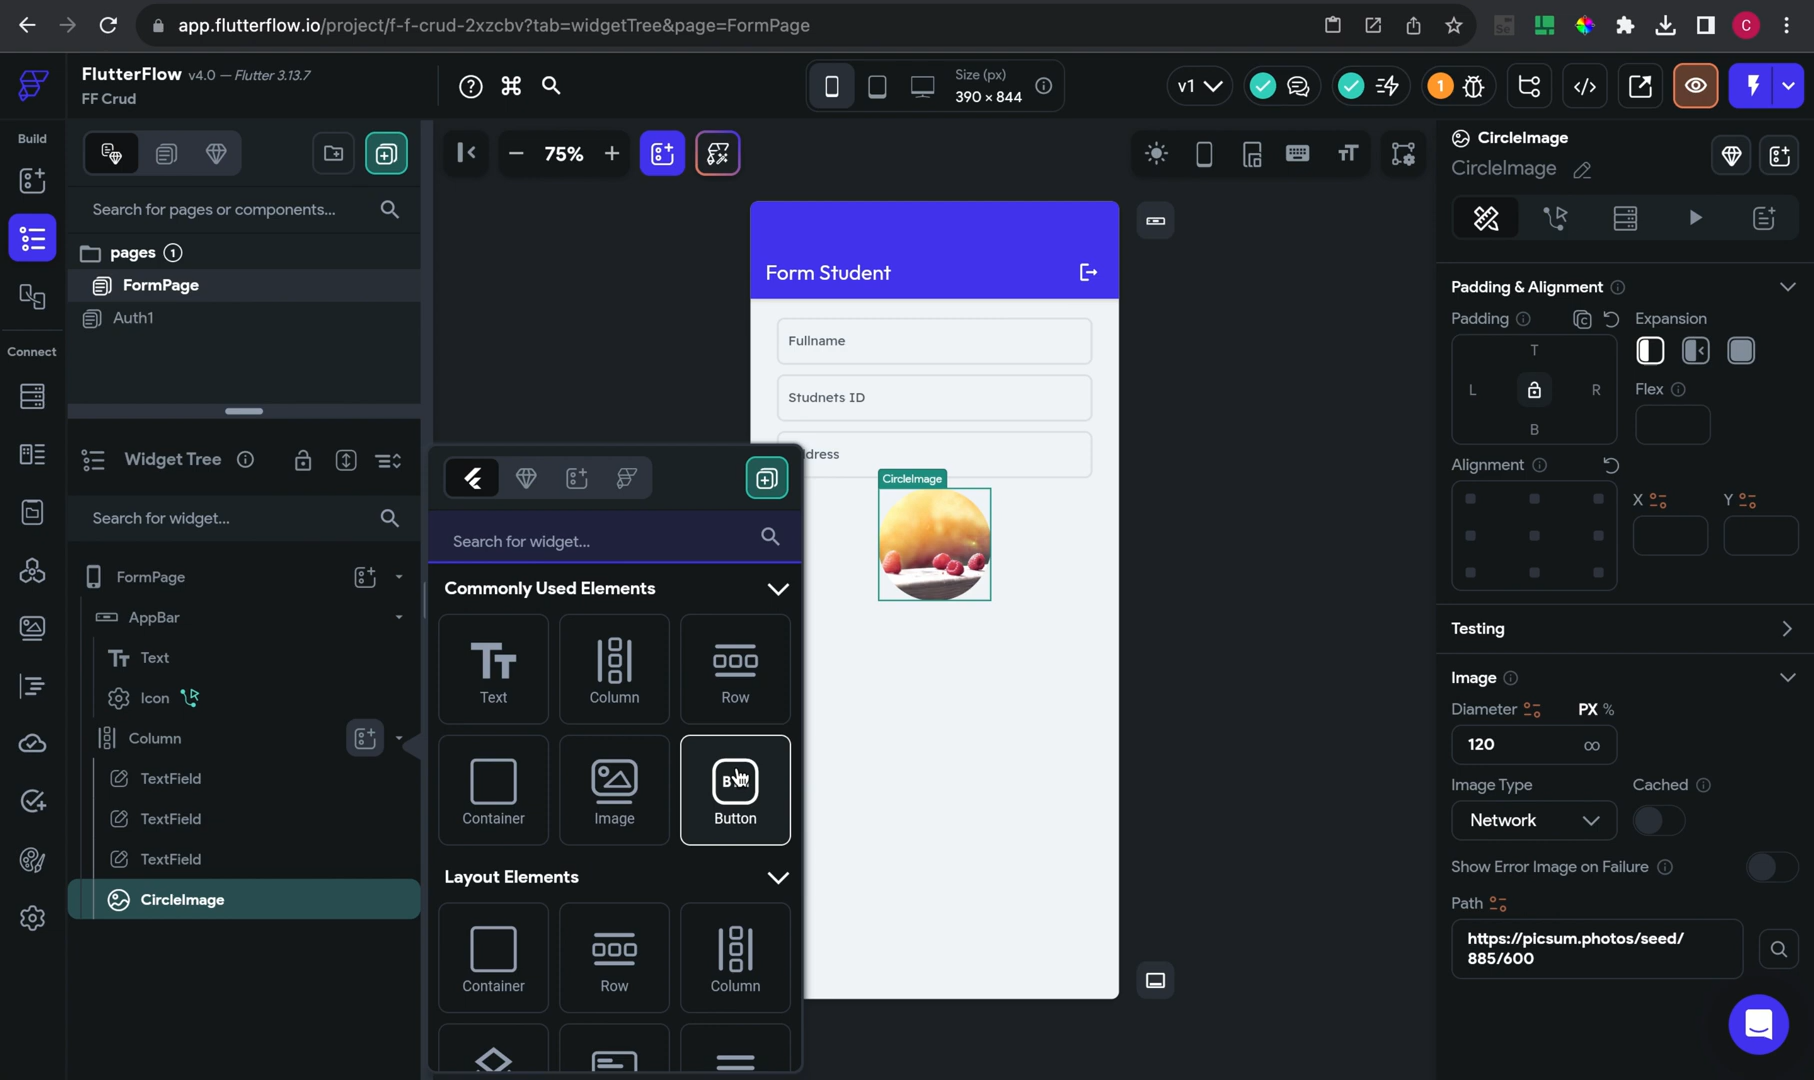 app.flutterflow.io/project/f-f-crud-2xzcbv?tab=widgetTree&page=FormPage
C
FlutterFlow v4.0 — Flutter 3.13.7
FF Crud
Size (px)
390 × 844
v1
1
Build
75%
CircleImage
CircleImage
Search for pages or components...
pages 1
FormPage
Auth1
Connect
Form Student
Fullname
Studnets ID
dress
CircleImage
Padding & Alignment
Padding
Expansion
T
L
R
B
Flex
Alignment
X
Y
Widget Tree
Search for widget...
FormPage
AppBar
Text
Icon
Column
TextField
TextField
TextField
CircleImage
Search for widget...
Commonly Used Elements
Text
Column
Row
Container
Image
Button
Layout Elements
Container
Row
Column
Testing
Image
Diameter
PX %
120
Image Type
Cached
Network
Show Error Image on Failure
Path
https://picsum.photos/seed/
885/600